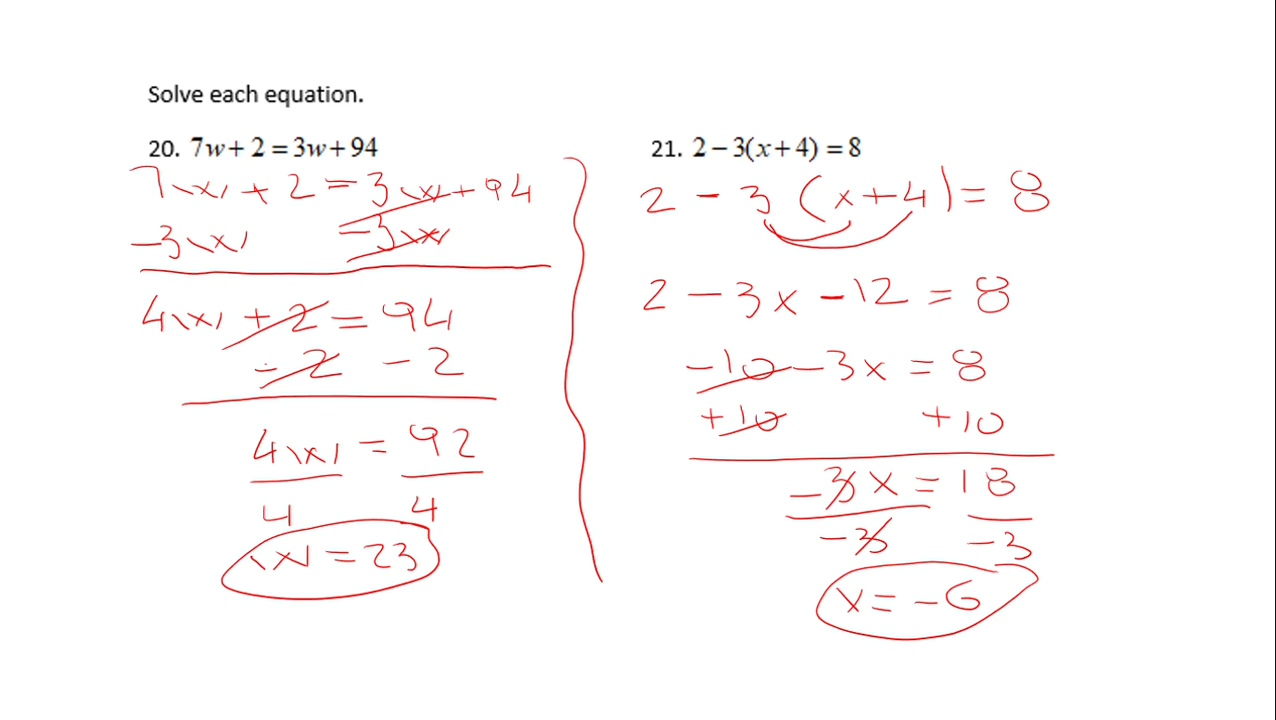 Solve each equation.
20. 7w + 2 = 3w + 94
7w + 2 = 3w + 94
-3w -3w
4w + 2 = 94
- 2 - 2
4w = 92
4 4
w = 23
21. 2 − 3(x + 4) = 8
2 - 3 (x + 4) = 8
2 - 3x - 12 = 8
-10 - 3x = 8
+10 +10
-3x = 18
-3 -3
x = -6